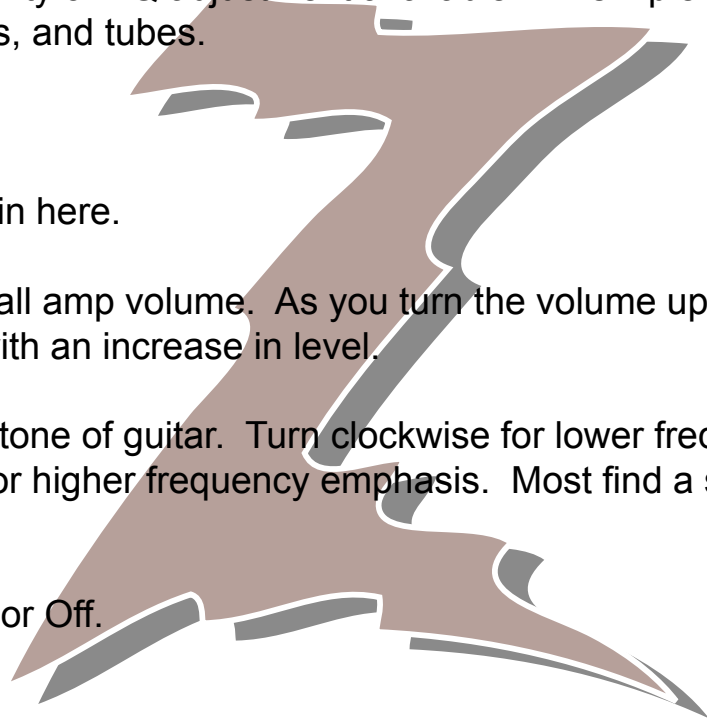 s, and tubes.
in here.
all amp volume.  As you turn the volume up
ith an increase in level.
tone of guitar.  Turn clockwise for lower fre
or higher frequency emphasis.  Most find a s
or Off.